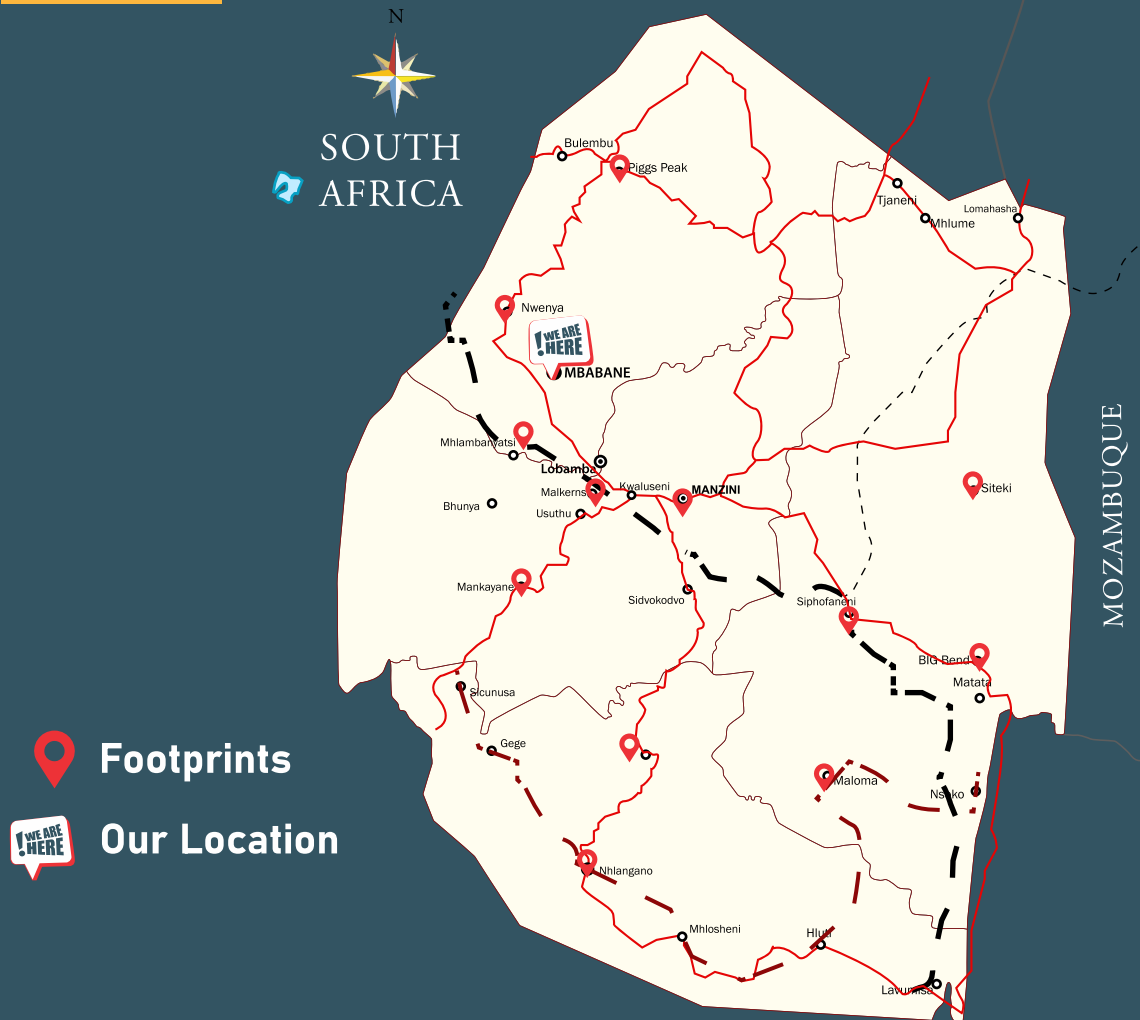 N
SOUTH
AFRICA
Bulembu
Piggs Peak
Tjaneni
Mhlume
Lomahasha
Nwenya
WE ARE
!HERE
MBABANE
MOZAMBUQUE
Mhlambanyatsi
Lobamba
Malkerns
Kwaluseni
MANZINI
Siteki
Bhunya
Usuthu
Mankayane
Sidvokodvo
Siphofaneni
BIG Bend
Matata
Sicunusa
Gege
Footprints
Maloma
Nsoko
WE ARE
!HERE
Our Location
Nhlangano
Mhlosheni
Hluti
Lavumisa